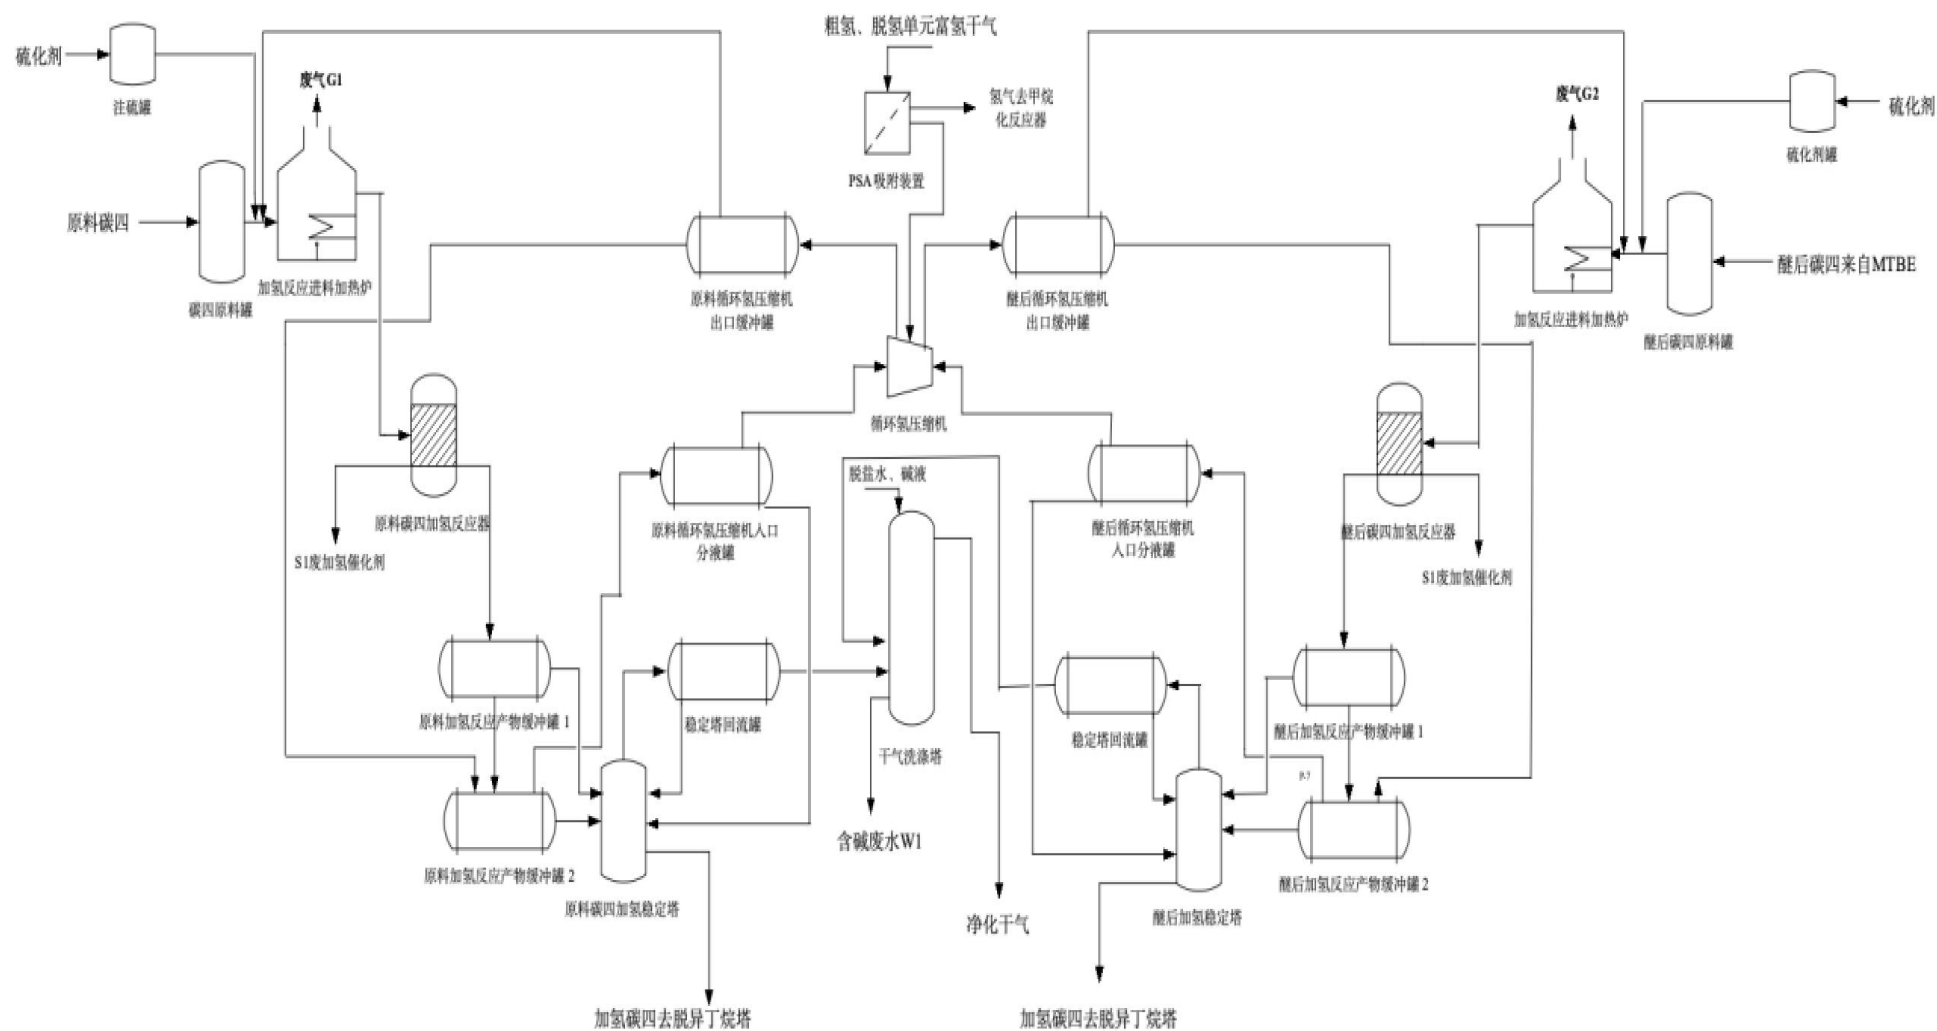 粗氢、脱氢单元富氢干气
硫化剂
注硫罐
废气G1
氢气去甲烷
化反应器
废气G2
硫化剂
硫化剂罐
PSA吸附装置
原料碳四
碳四原料罐
加氢反应进料加热炉
原料循环氢压缩机
出口缓冲罐
醚后循环氢压缩机
出口缓冲罐
醚后碳四来自MTBE
加氢反应进料加热炉
醚后碳四原料罐
循环氢压缩机
脱盐水、碱液
原料碳四加氢反应器
S1废加氢催化剂
原料循环氢压缩机入口
分液罐
醚后循环氢压缩机
入口分液罐
醚后碳四加氢反应器
S1废加氢催化剂
原料加氢反应产物缓冲罐1
稳定塔回流罐
干气洗涤塔
稳定塔回流罐
醚后加氢反应产物缓冲罐1
含碱废水W1
原料加氢反应产物缓冲罐2
原料碳四加氢稳定塔
净化干气
醚后加氢稳定塔
醚后加氢反应产物缓冲罐2
加氢碳四去脱异丁烷塔
加氢碳四去脱异丁烷塔